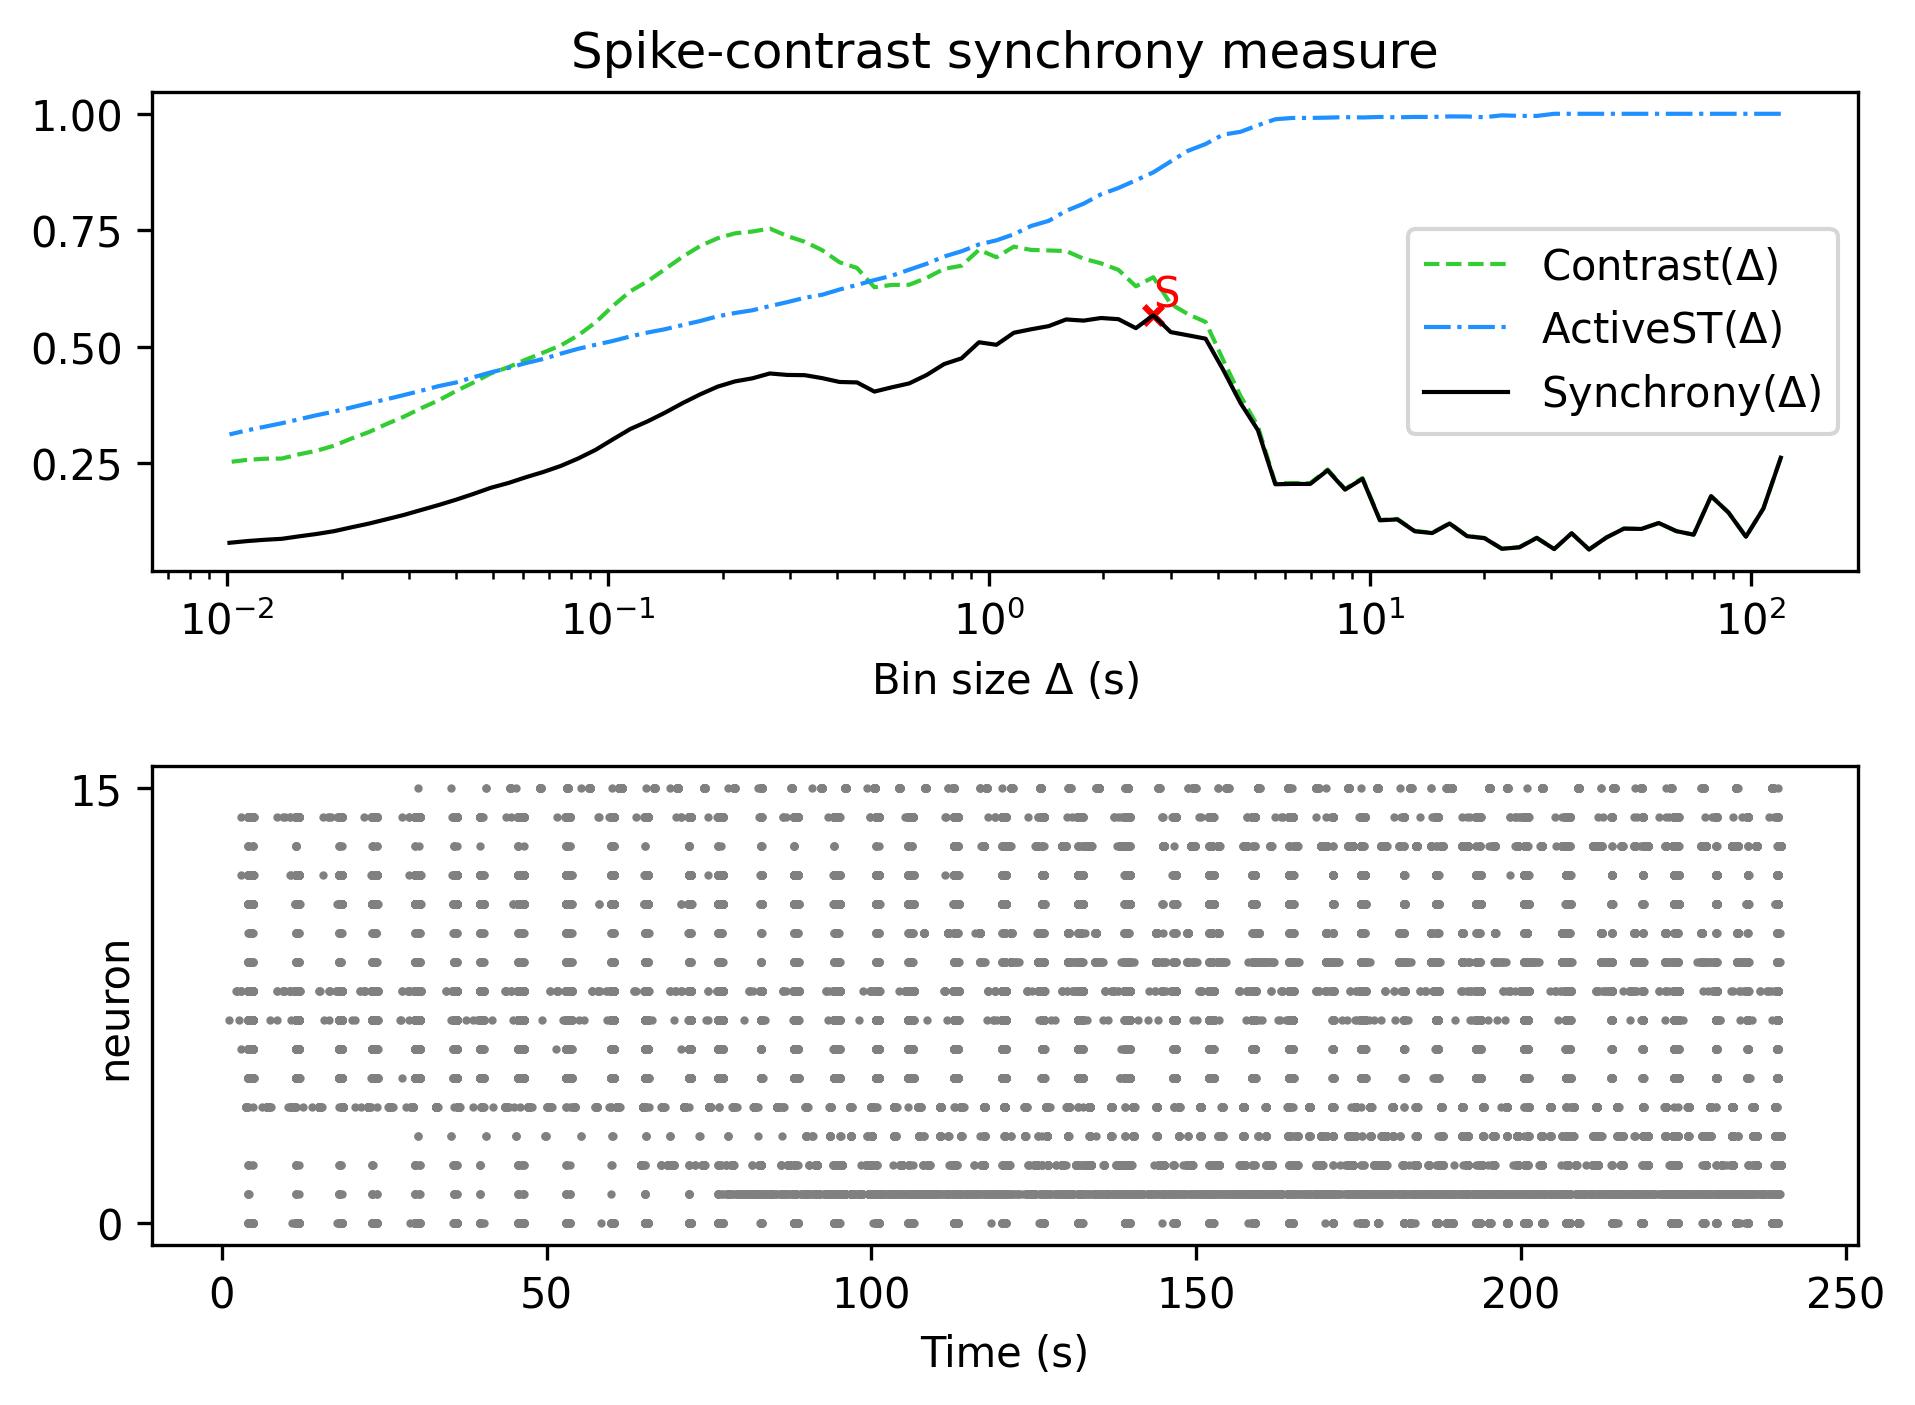 Spike-contrast synchrony measure
1.00
0.75
0.50
0.25
S
Contrast(Δ)
ActiveST(Δ)
Synchrony(Δ)
10⁻² 10⁻¹ 10⁰ 10¹ 10²
Bin size Δ (s)
15
neuron
0
0 50 100 150 200 250
Time (s)